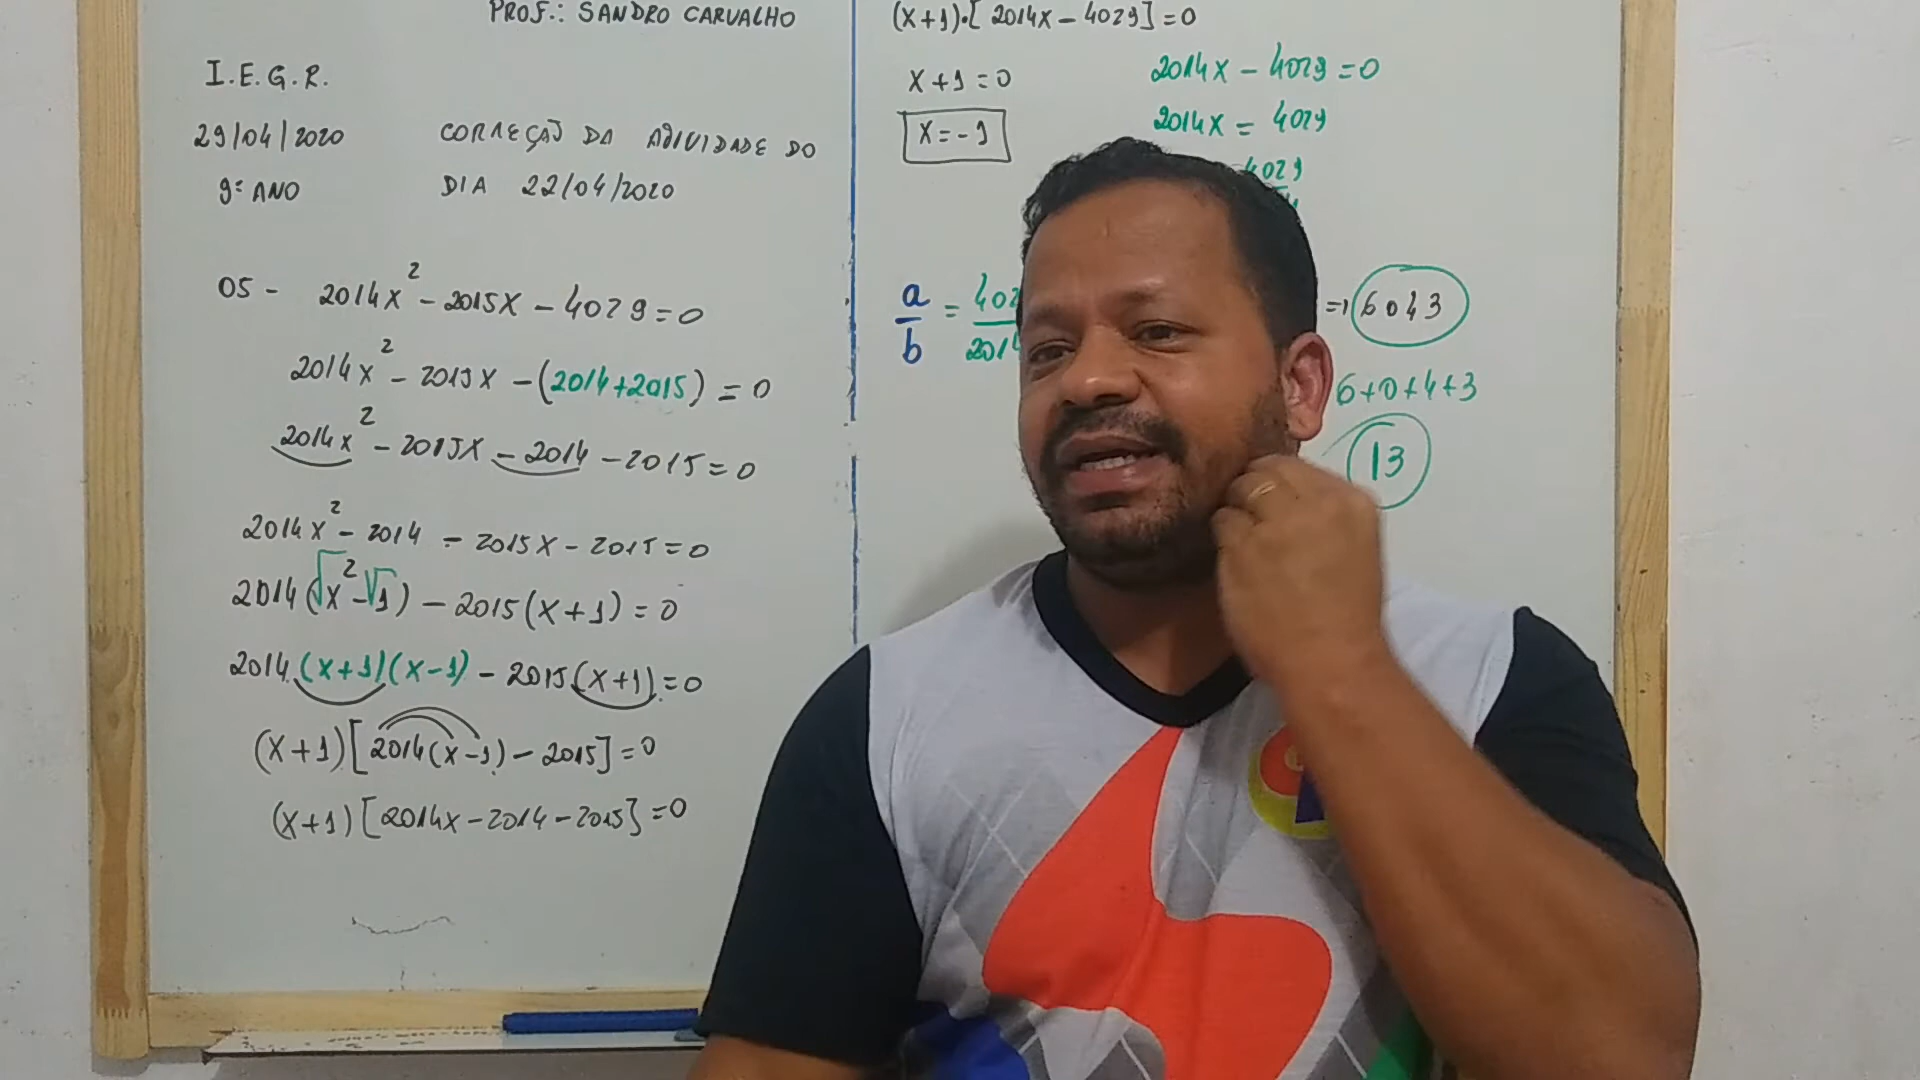 PROF.: SANDRO CARVALHO
I.E.G.R.
29/04/2020
CORREÇÃO DA ATIVIDADE DO
9º ANO
DIA 22/04/2020
05 - 2014x² - 2015x - 4029 = 0
2014x² - 2015x - (2014+2015) = 0
2014x² - 2015x - 2014 - 2015 = 0
2014x² - 2014 - 2015x - 2015 = 0
2014(√x² - √1) - 2015(x+1) = 0
2014.(x+1)(x-1) - 2015(x+1) = 0
(x+1)[2014(x-1) - 2015] = 0
(x+1)[2014x - 2014 - 2015] = 0
(x+1)·[2014x - 4029] = 0
x+1 = 0
x = -1
2014x - 4029 = 0
2014x = 4029
4029
a/b =
⇒ 6043
6+0+4+3
13